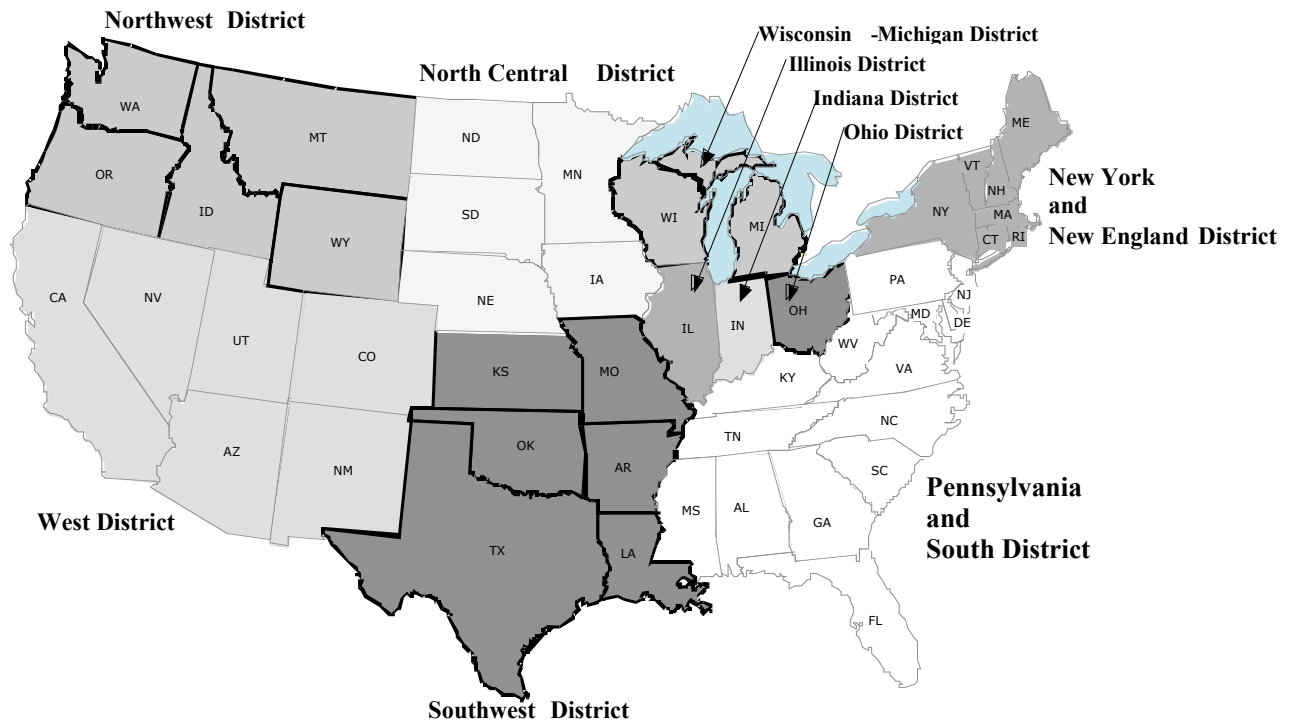 Northwest District
Wisconsin -Michigan District
Illinois District
North Central District
Indiana District
Ohio District
WA
MT
ND
MN
ME
OR
ID
SD
WI
MI
NY
VT
NH
MA
CT
RI
New York
and
New England District
WY
CA
NV
UT
CO
NE
IA
IL
IN
OH
PA
NJ
MD
DE
WV
VA
KS
MO
KY
AZ
NM
OK
AR
TN
NC
SC
West District
TX
LA
MS
AL
GA
FL
Pennsylvania
and
South District
Southwest District